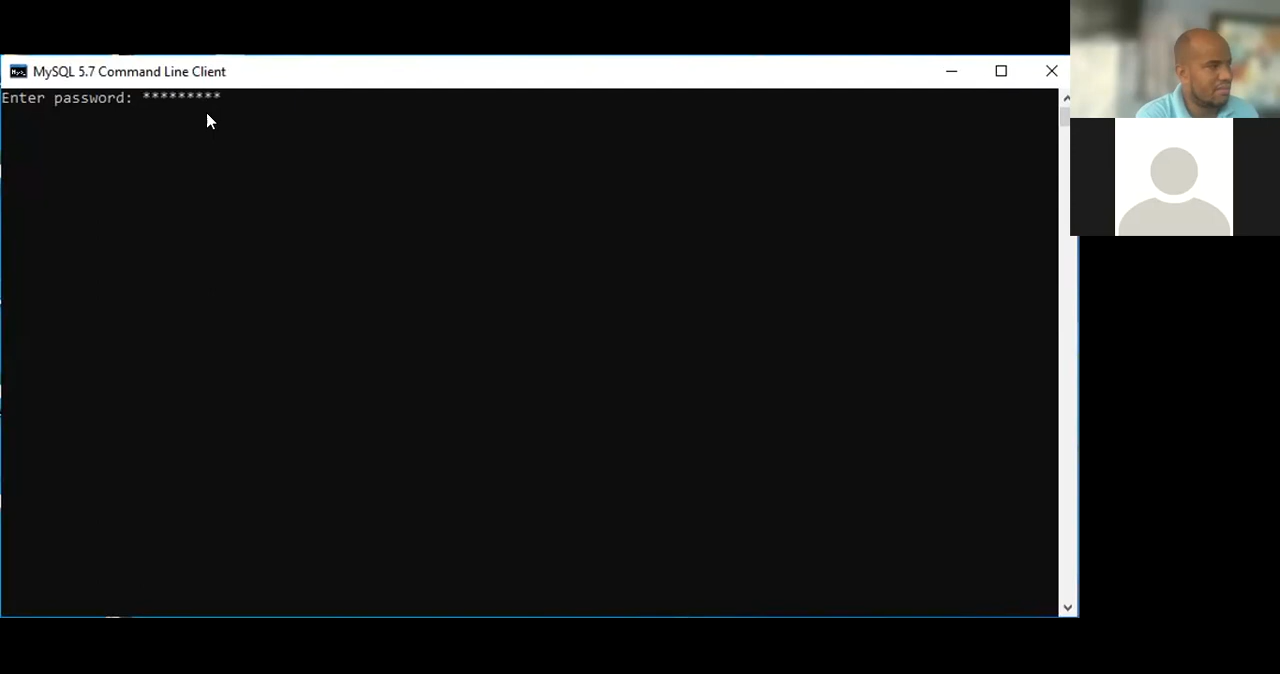 MySQL 5.7 Command Line Client
Enter password: *********